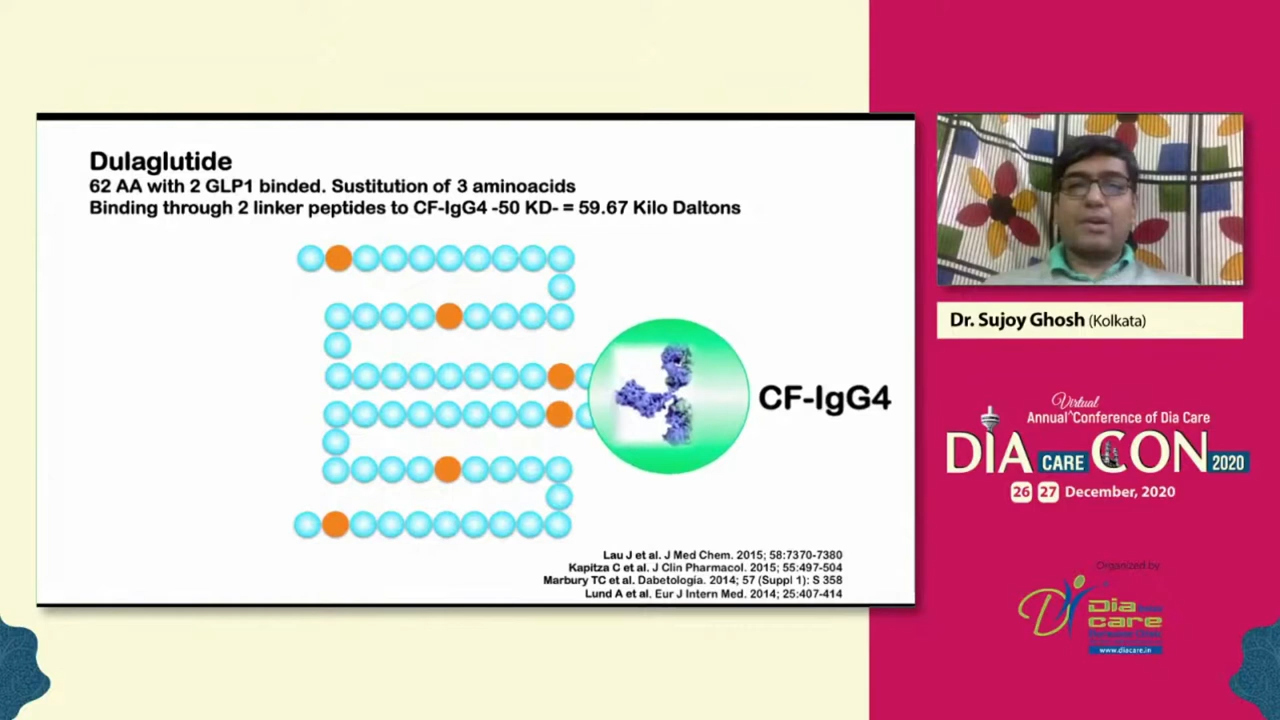 Dulaglutide
62 AA with 2 GLP1 binded. Sustitution of 3 aminoacids
Binding through 2 linker peptides to CF-IgG4 -50 KD- = 59.67 Kilo Daltons
CF-IgG4
Lau J et al. J Med Chem. 2015; 58:7370-7380
Kapitza C et al. J Clin Pharmacol. 2015; 55:497-504
Marbury TC et al. Dabetologia. 2014; 57 (Suppl 1): S 358
Lund A et al. Eur J Intern Med. 2014; 25:407-414
Dr. Sujoy Ghosh (Kolkata)
Virtual
Annual ^ Conference of Dia Care
DIA CARE CON 2020
26 27 December, 2020
Organized by
Dia
care
www.diacare.in